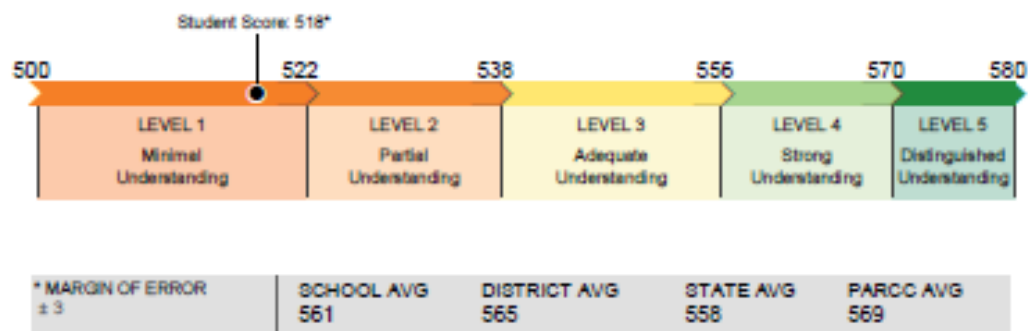 Student Score: 518*
500 522 538 556 570 580
LEVEL 1 LEVEL 2 LEVEL 3 LEVEL 4 LEVEL 5
Minimal Partial Adequate Strong Distinguished
Understanding Understanding Understanding Understanding Understanding
* MARGIN OF ERROR SCHOOL AVG DISTRICT AVG STATE AVG PARCC AVG
± 3 561 565 558 569